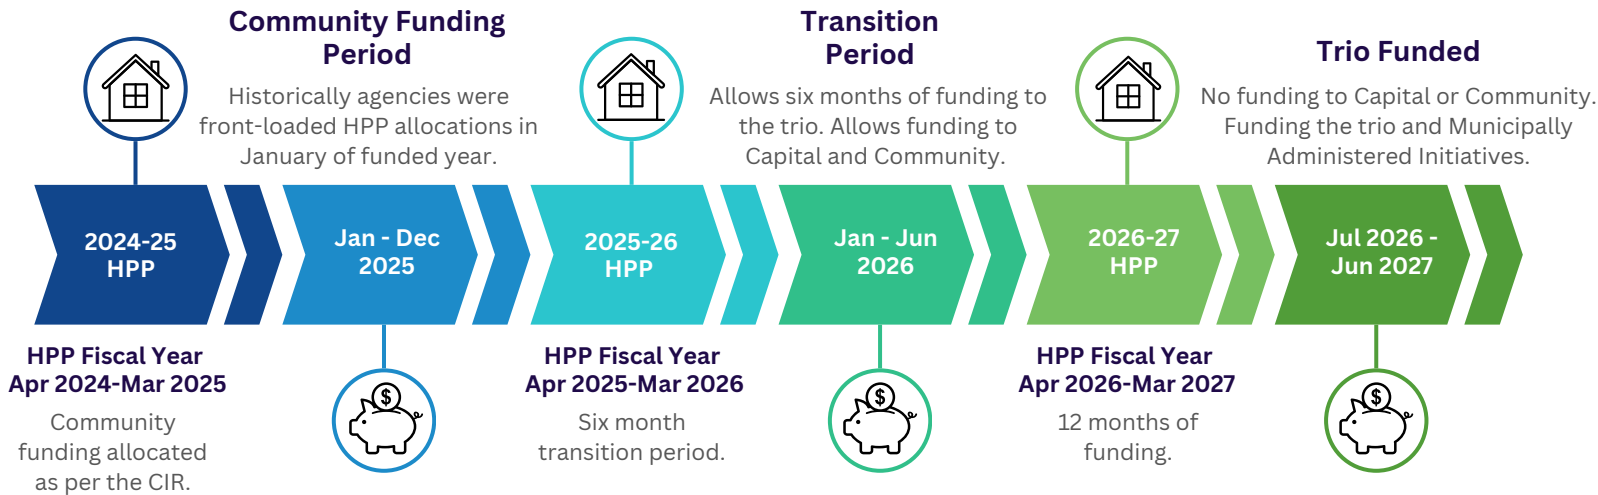 Community Funding
Period
Historically agencies were
front-loaded HPP allocations in
January of funded year.
Transition
Period
Allows six months of funding to
the trio. Allows funding to
Capital and Community.
Trio Funded
No funding to Capital or Community.
Funding the trio and Municipally
Administered Initiatives.
2024-25
HPP
Jan - Dec
2025
2025-26
HPP
Jan - Jun
2026
2026-27
HPP
Jul 2026 -
Jun 2027
HPP Fiscal Year
Apr 2024-Mar 2025
Community
funding allocated
as per the CIR.
$
HPP Fiscal Year
Apr 2025-Mar 2026
Six month
transition period.
$
HPP Fiscal Year
Apr 2026-Mar 2027
12 months of
funding.
$